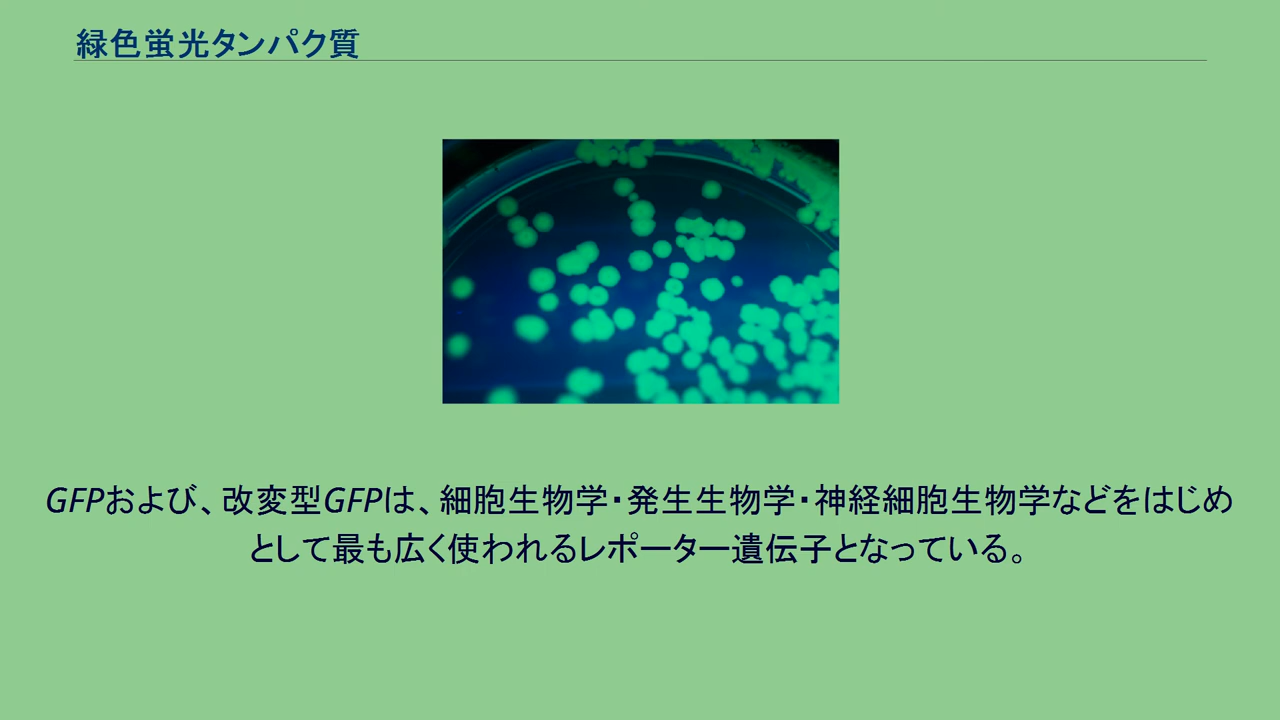 緑色蛍光タンパク質
GFPおよび、改変型GFPは、細胞生物学・発生生物学・神経細胞生物学などをはじめ
として最も広く使われるレポーター遺伝子となっている。